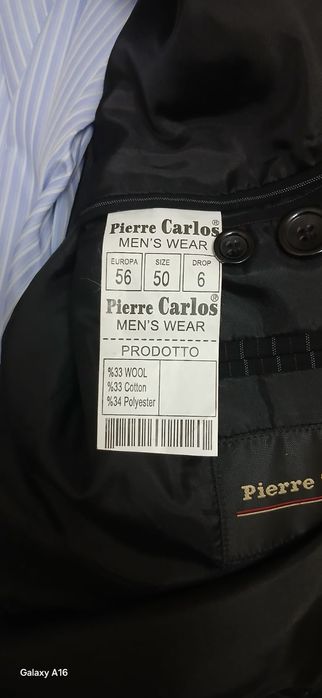 Pierre Carlos®
MEN'S WEAR
EUROPA SIZE DROP
56 50 6
Pierre Carlos®
MEN'S WEAR
PRODOTTO
%33 WOOL
%33 Cotton
%34 Polyester
Pierre
Galaxy A16